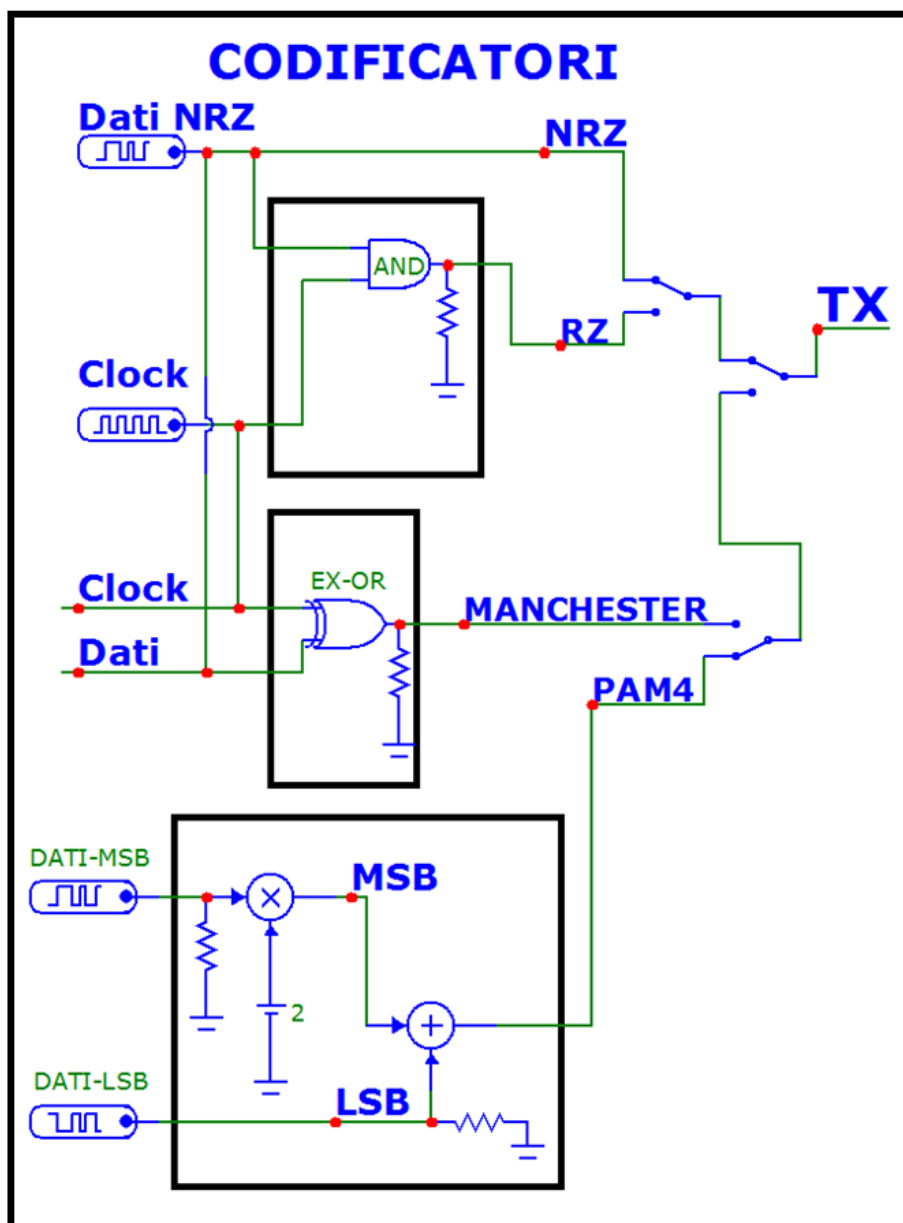 CODIFICATORI
Dati NRZ
NRZ
AND
TX
RZ
Clock
EX-OR
Clock
MANCHESTER
Dati
PAM4
DATI-MSB
MSB
2
DATI-LSB
LSB